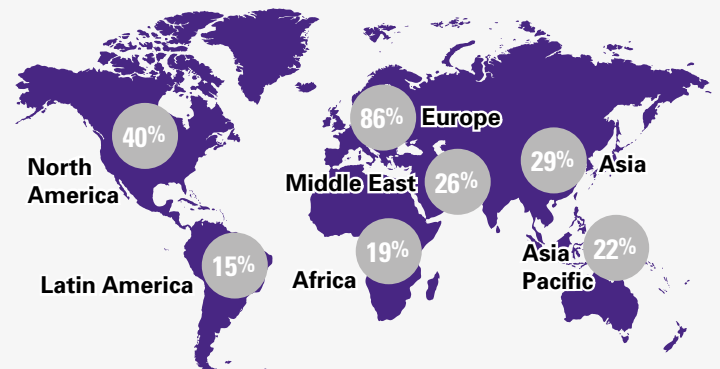 86%
Europe
40%
29%
Asia
North
America
Middle East
26%
19%
Africa
22%
Asia
Pacific
15%
Latin America